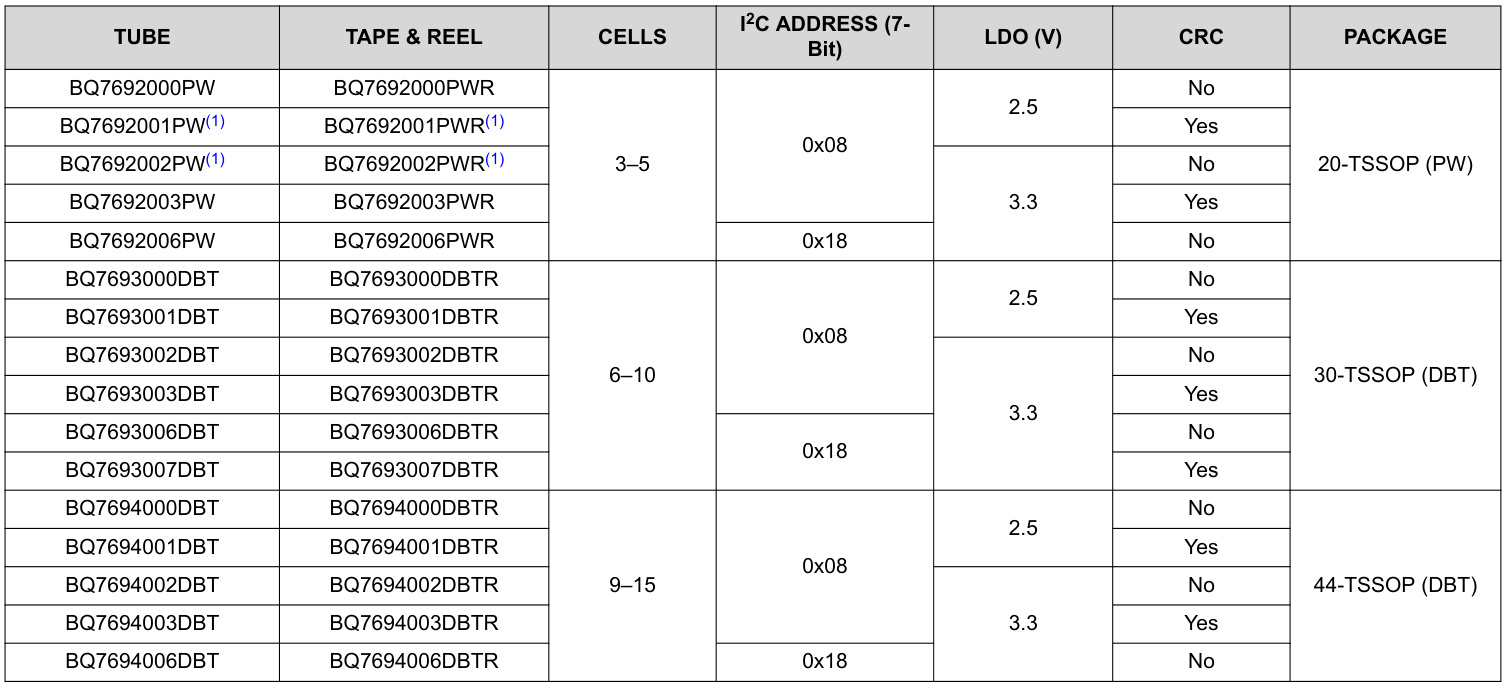 TUBE TAPE & REEL CELLS I2C ADDRESS (7-Bit) LDO (V) CRC PACKAGE
BQ7692000PW BQ7692000PWR 3–5 0x08 2.5 No 20-TSSOP (PW)
BQ7692001PW(1) BQ7692001PWR(1) Yes
BQ7692002PW(1) BQ7692002PWR(1) 3.3 No
BQ7692003PW BQ7692003PWR Yes
BQ7692006PW BQ7692006PWR 0x18 No
BQ7693000DBT BQ7693000DBTR 6–10 0x08 2.5 No 30-TSSOP (DBT)
BQ7693001DBT BQ7693001DBTR Yes
BQ7693002DBT BQ7693002DBTR 3.3 No
BQ7693003DBT BQ7693003DBTR Yes
BQ7693006DBT BQ7693006DBTR 0x18 No
BQ7693007DBT BQ7693007DBTR Yes
BQ7694000DBT BQ7694000DBTR 9–15 0x08 2.5 No 44-TSSOP (DBT)
BQ7694001DBT BQ7694001DBTR Yes
BQ7694002DBT BQ7694002DBTR 3.3 No
BQ7694003DBT BQ7694003DBTR Yes
BQ7694006DBT BQ7694006DBTR 0x18 No